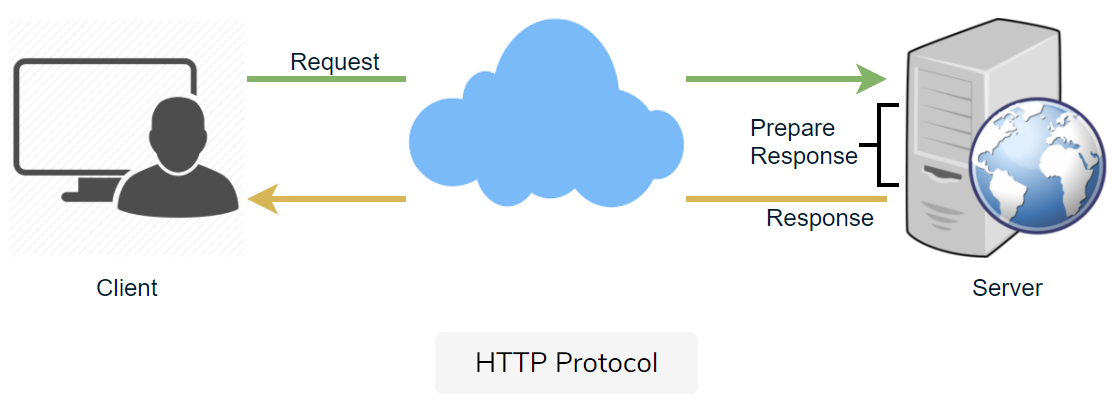 Request
Prepare
Response
Response
Client
Server
HTTP Protocol